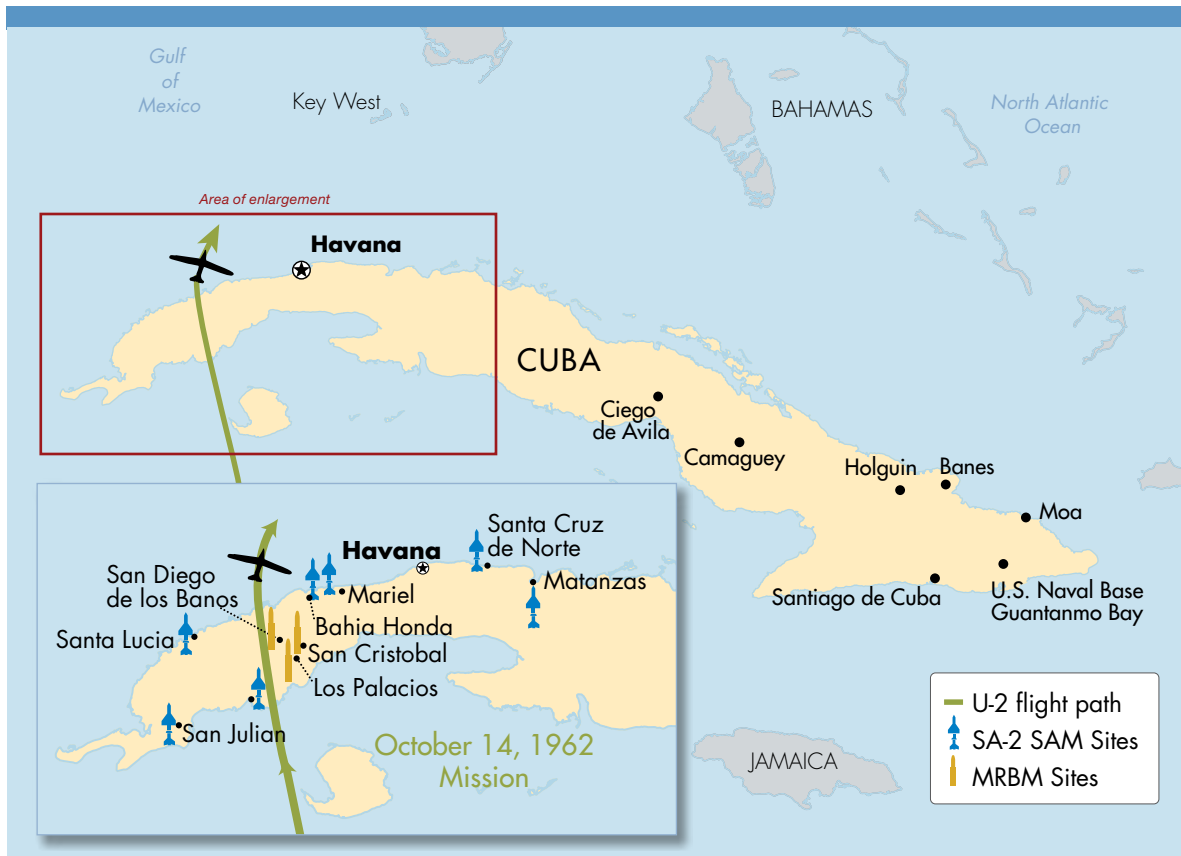 Gulf
of
Mexico
Key West
BAHAMAS
North Atlantic
Ocean
Area of enlargement
Havana
CUBA
Ciego
de Avila
Camaguey
Holguin
Banes
Moa
Santiago de Cuba
U.S. Naval Base
Guantanmo Bay
Santa Cruz
de Norte
Havana
Matanzas
San Diego
de los Banos
Mariel
Bahia Honda
Santa Lucia
San Cristobal
Los Palacios
San Julian
October 14, 1962
Mission
JAMAICA
U-2 flight path
SA-2 SAM Sites
MRBM Sites